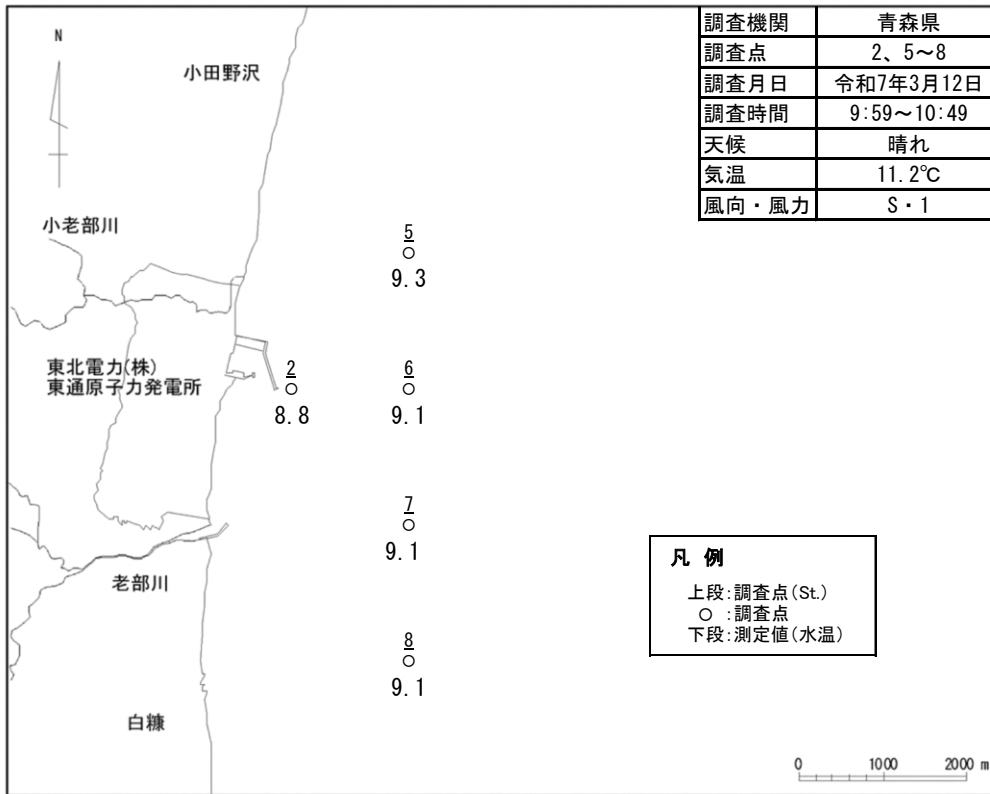 調査機関 青森県
調査点 2、5～8
調査月日 令和7年3月12日
調査時間 9:59～10:49
天候 晴れ
気温 11.2℃
風向・風力 S・1
N
小田野沢
小老部川
5
9.3
東北電力(株)
東通原子力発電所
2
8.8
6
9.1
7
9.1
老部川
8
9.1
白糠
凡 例
上段:調査点(St.)
○ :調査点
下段:測定値(水温)
0 1000 2000 m